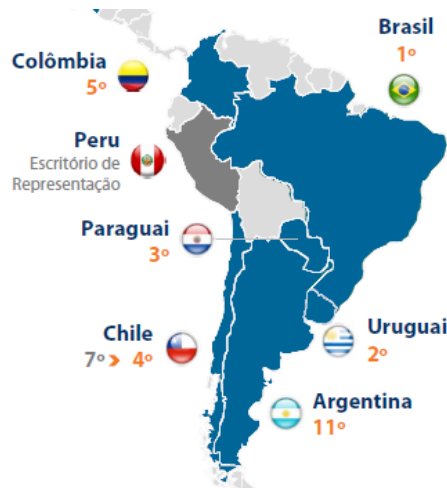 Brasil
1º
Colômbia
5º
Peru
Escritório de
Representação
Paraguai
3º
Chile
7º > 4º
Uruguai
2º
Argentina
11º